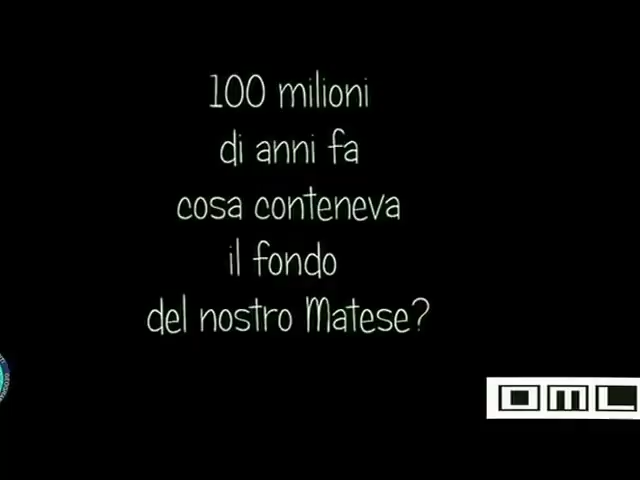 100 milioni
di anni fa
cosa conteneva
il fondo
del nostro Matese?
OML